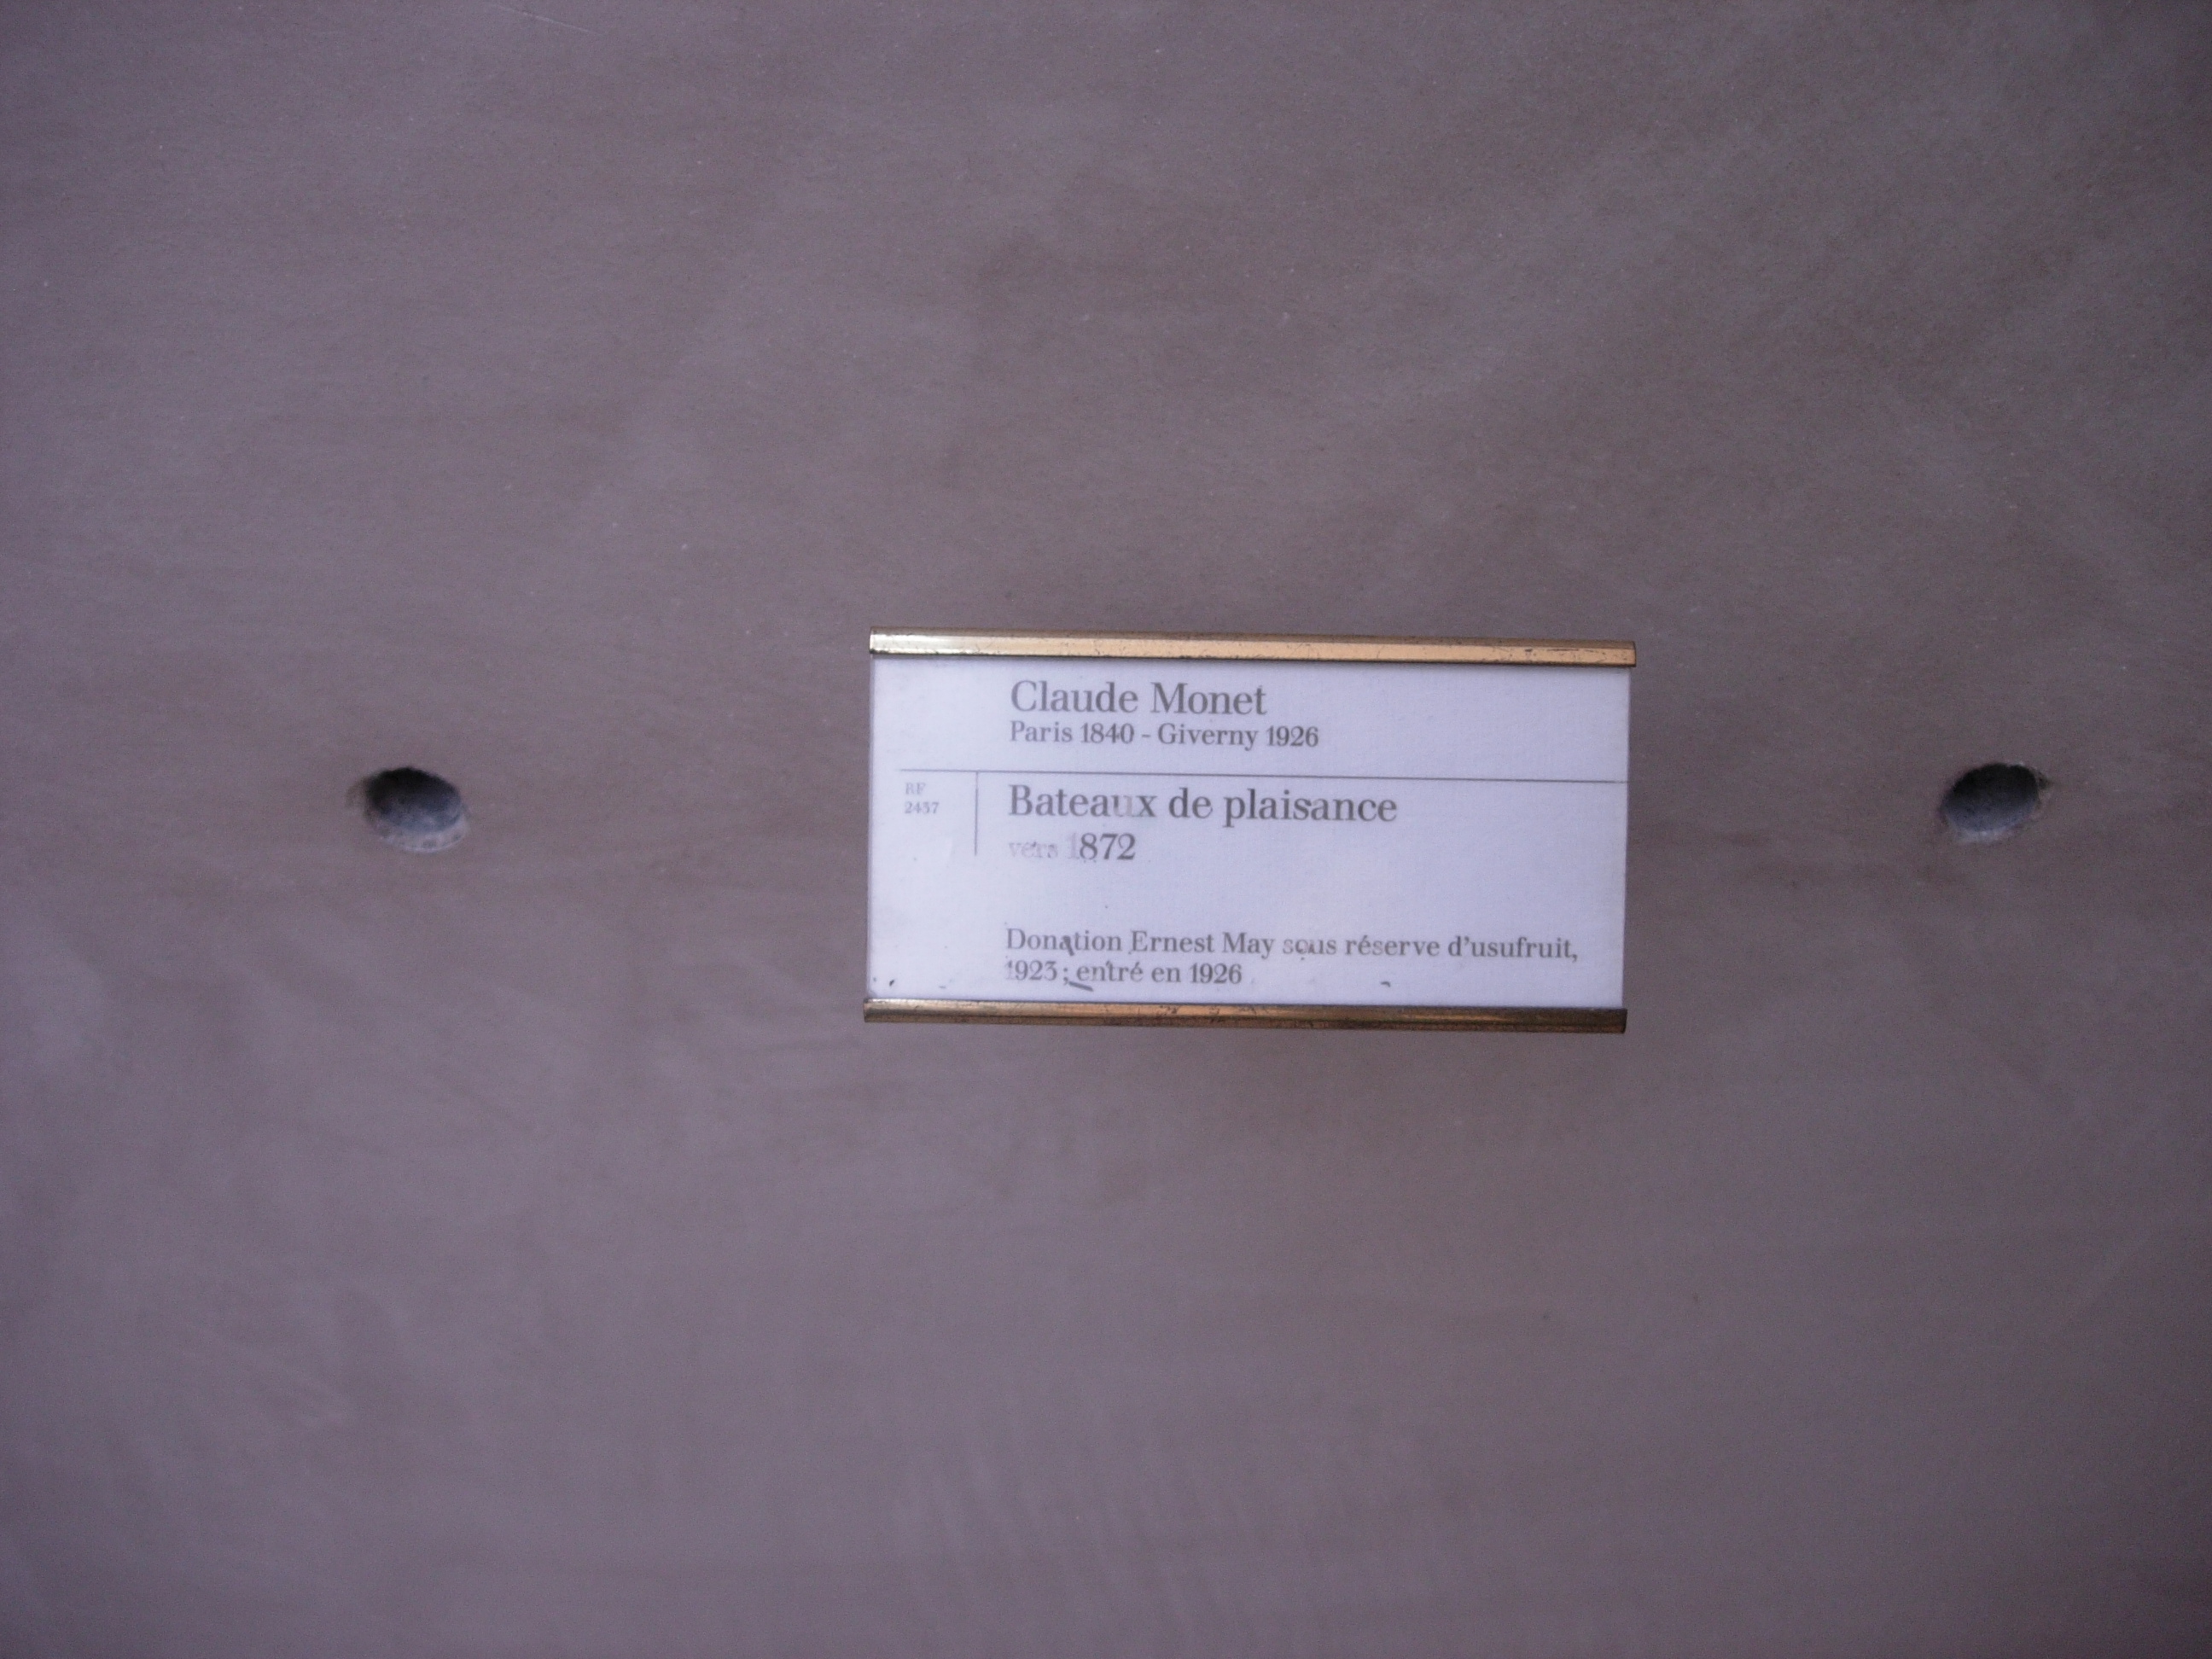 Claude Monet
Paris 1840 - Giverny 1926
RF
2437
Bateaux de plaisance
vers 1872
Donation Ernest May sous réserve d'usufruit,
1923 ; entré en 1926